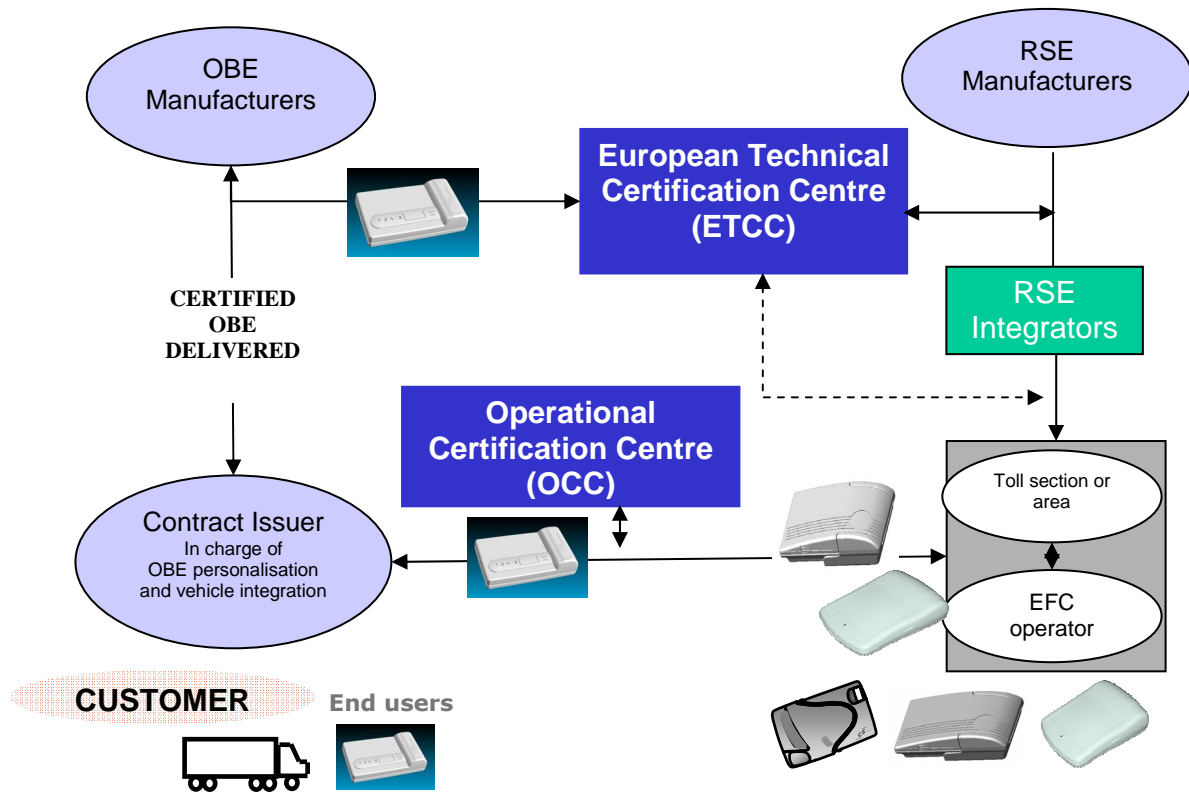 OBE
Manufacturers
RSE
Manufacturers
European Technical
Certification Centre
(ETCC)
CERTIFIED
OBE
DELIVERED
RSE
Integrators
Operational
Certification Centre
(OCC)
Toll section or
area
Contract Issuer
In charge of
OBE personalisation
and vehicle integration
EFC
operator
CUSTOMER
End users